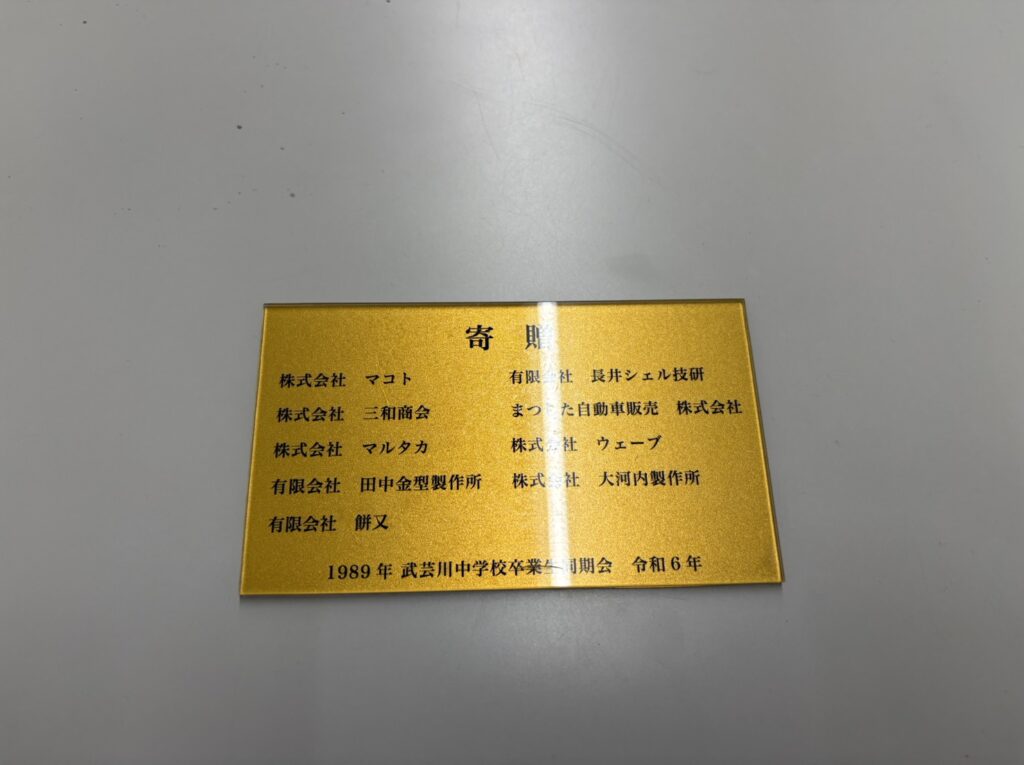 寄贈
株式会社 マコト 有限会社 長井シェル技研
株式会社 三和商会 自動車販売 株式会社
株式会社 マルタカ 株式会社 ウェーブ
有限会社 田中金型製作所 株式会社 大河内製作所
有限会社 餅又
1989年 武芸川中学校卒業生同期会 令和6年